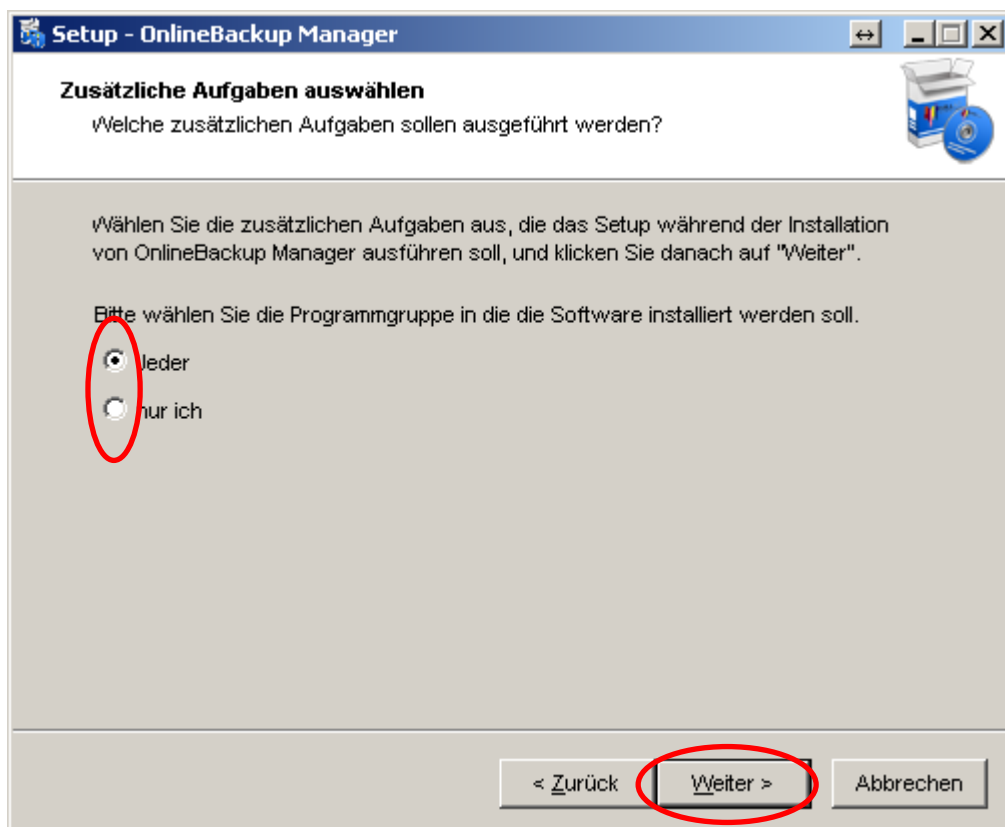 Setup - OnlineBackup Manager
Zusätzliche Aufgaben auswählen
Welche zusätzlichen Aufgaben sollen ausgeführt werden?
Wählen Sie die zusätzlichen Aufgaben aus, die das Setup während der Installation
von OnlineBackup Manager ausführen soll, und klicken Sie danach auf "Weiter".
Bitte wählen Sie die Programmgruppe in die die Software installiert werden soll.
Jeder
nur ich
< Zurück Weiter > Abbrechen